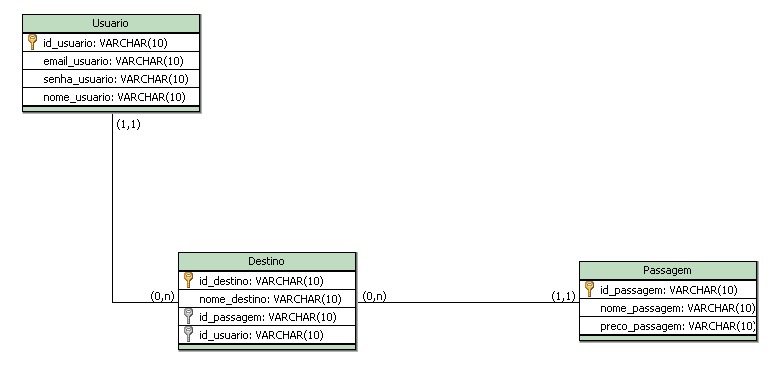 Usuario
id_usuario: VARCHAR(10)
email_usuario: VARCHAR(10)
senha_usuario: VARCHAR(10)
nome_usuario: VARCHAR(10)
(1,1)
Destino
id_destino: VARCHAR(10)
nome_destino: VARCHAR(10)
id_passagem: VARCHAR(10)
id_usuario: VARCHAR(10)
(0,n)
(0,n)
(1,1)
Passagem
id_passagem: VARCHAR(10)
nome_passagem: VARCHAR(10)
preco_passagem: VARCHAR(10)